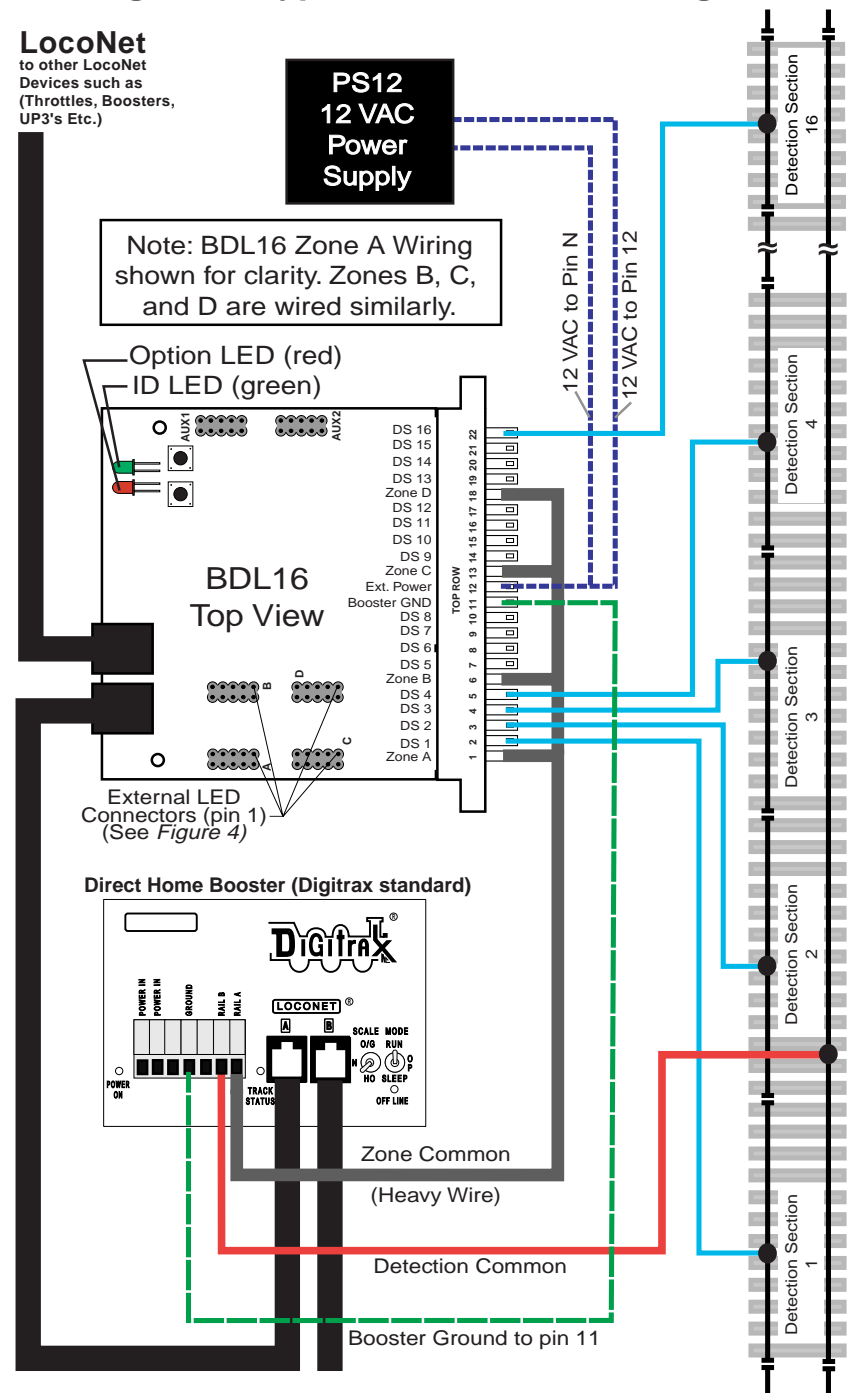 LocoNet
to other LocoNet
Devices such as
(Throttles, Boosters,
UP3's Etc.)
PS12
12 VAC
Power
Supply
Note: BDL16 Zone A Wiring
shown for clarity. Zones B, C,
and D are wired similarly.
12 VAC to Pin N
12 VAC to Pin 12
Option LED (red)
ID LED (green)
AUX1
AUX2
BDL16
Top View
DS 16
DS 15
DS 14
DS 13
Zone D
DS 12
DS 11
DS 10
DS 9
Zone C
Ext. Power
Booster GND
DS 8
DS 7
DS 6
DS 5
Zone B
DS 4
DS 3
DS 2
DS 1
Zone A
TOP ROW
22
21
20
19
18
17
16
15
14
13
12
11
10
9
8
7
6
5
4
3
2
1
B
D
A
C
External LED
Connectors (pin 1)
(See Figure 4)
Detection Section
16
Detection Section
4
Detection Section
3
Detection Section
2
Detection Section
1
Direct Home Booster (Digitrax standard)
DIGITRAX
®
POWER IN
POWER IN
GROUND
RAIL B
RAIL A
LOCONET ®
A
B
SCALE MODE
O/G RUN
N
O
P
HO SLEEP
OFF LINE
POWER
ON
TRACK
STATUS
Zone Common
(Heavy Wire)
Detection Common
Booster Ground to pin 11